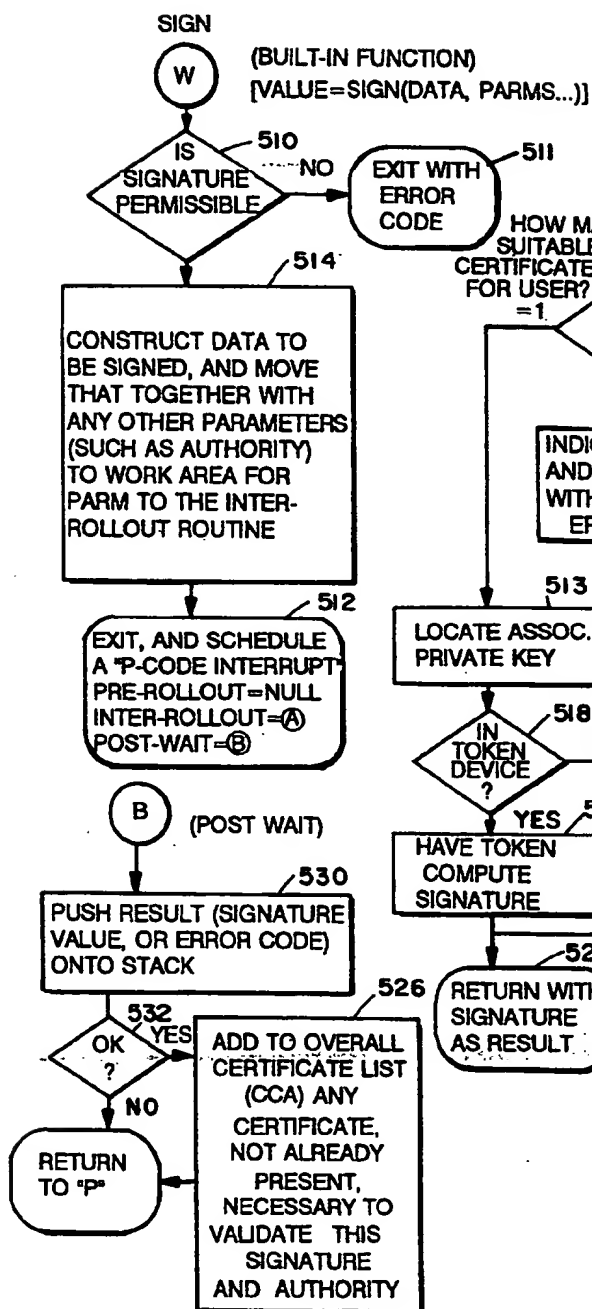 SIGN
W
(BUILT-IN FUNCTION)
[VALUE=SIGN(DATA, PARMS...)]
510
IS
SIGNATURE
PERMISSIBLE
NO
511
EXIT WITH
ERROR
CODE
514
CONSTRUCT DATA TO
BE SIGNED, AND MOVE
THAT TOGETHER WITH
ANY OTHER PARAMETERS
(SUCH AS AUTHORITY)
TO WORK AREA FOR
PARM TO THE INTER-
ROLLOUT ROUTINE
512
EXIT, AND SCHEDULE
A "P-CODE INTERRUPT"
PRE-ROLLOUT=NULL
INTER-ROLLOUT=Ⓐ
POST-WAIT=Ⓑ
B
(POST WAIT)
530
PUSH RESULT (SIGNATURE
VALUE, OR ERROR CODE)
ONTO STACK
532
OK
?
YES
NO
RETURN
TO "P"
526
ADD TO OVERALL
CERTIFICATE LIST
(CCA) ANY
CERTIFICATE,
NOT ALREADY
PRESENT,
NECESSARY TO
VALIDATE THIS
SIGNATURE
AND AUTHORITY
HOW
SUITABLE
CERTIFICATE
FOR USER?
=1
AND
WITH
513
LOCATE ASSOC.
PRIVATE KEY
518
IN
TOKEN
DEVICE
?
YES
HAVE TOKEN
COMPUTE
SIGNATURE
RETURN WITH
SIGNATURE
AS RESULT